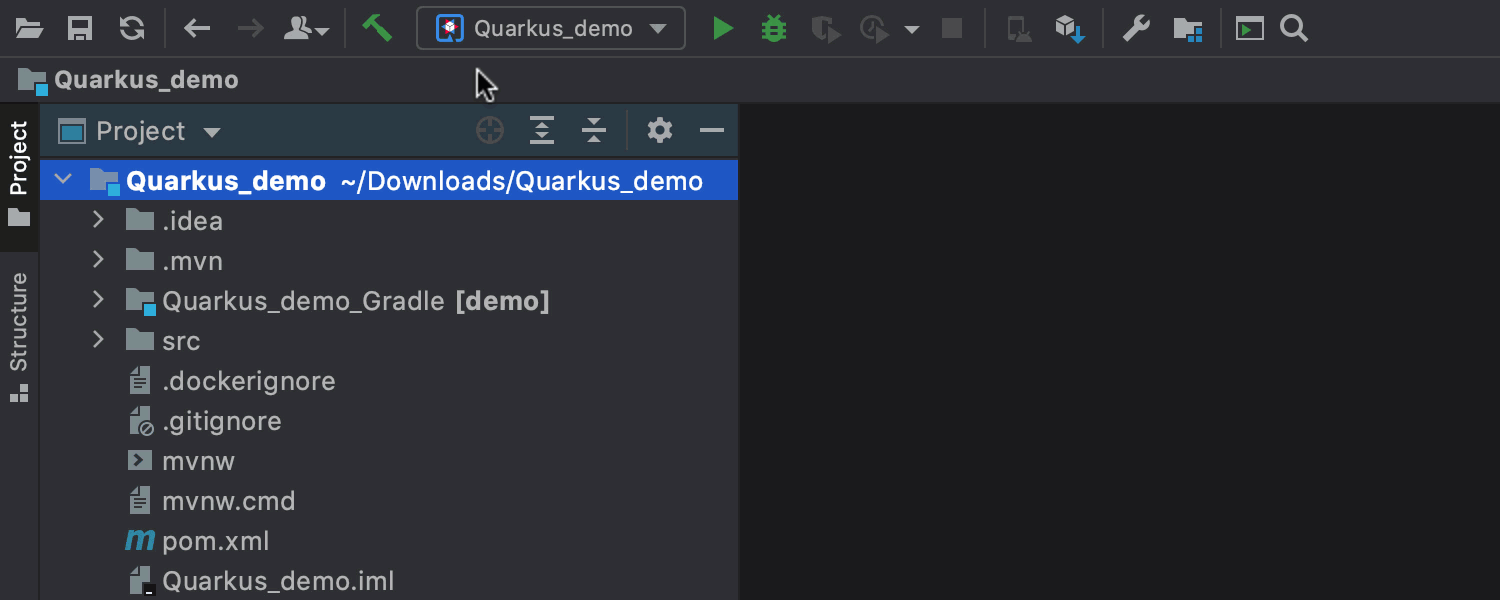 Quarkus_demo
Quarkus_demo
Project
Project
Structure
Quarkus_demo ~/Downloads/Quarkus_demo
.idea
.mvn
Quarkus_demo_Gradle [demo]
src
.dockerignore
.gitignore
mvnw
mvnw.cmd
pom.xml
Quarkus_demo.iml